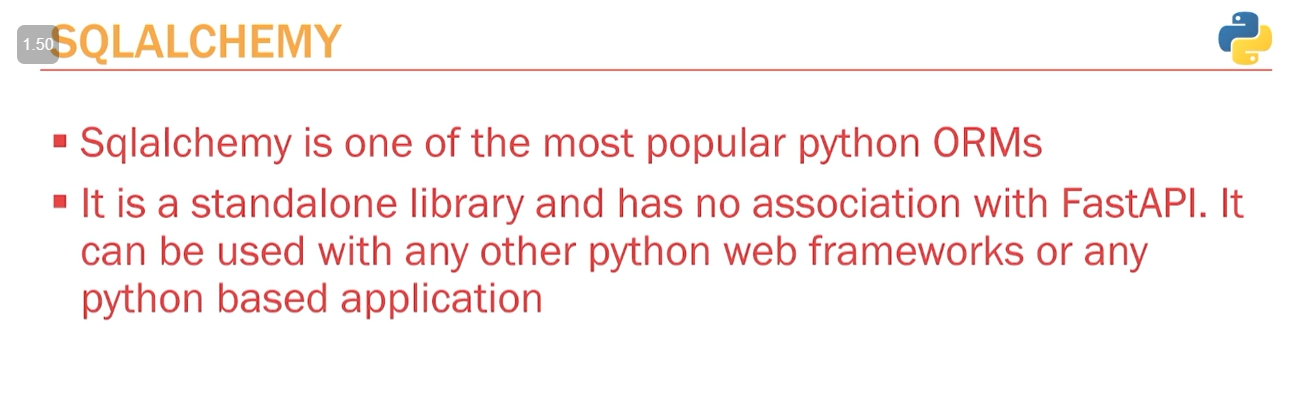 1.50
SQLALCHEMY
▪ Sqlalchemy is one of the most popular python ORMs
▪ It is a standalone library and has no association with FastAPI. It
can be used with any other python web frameworks or any
python based application